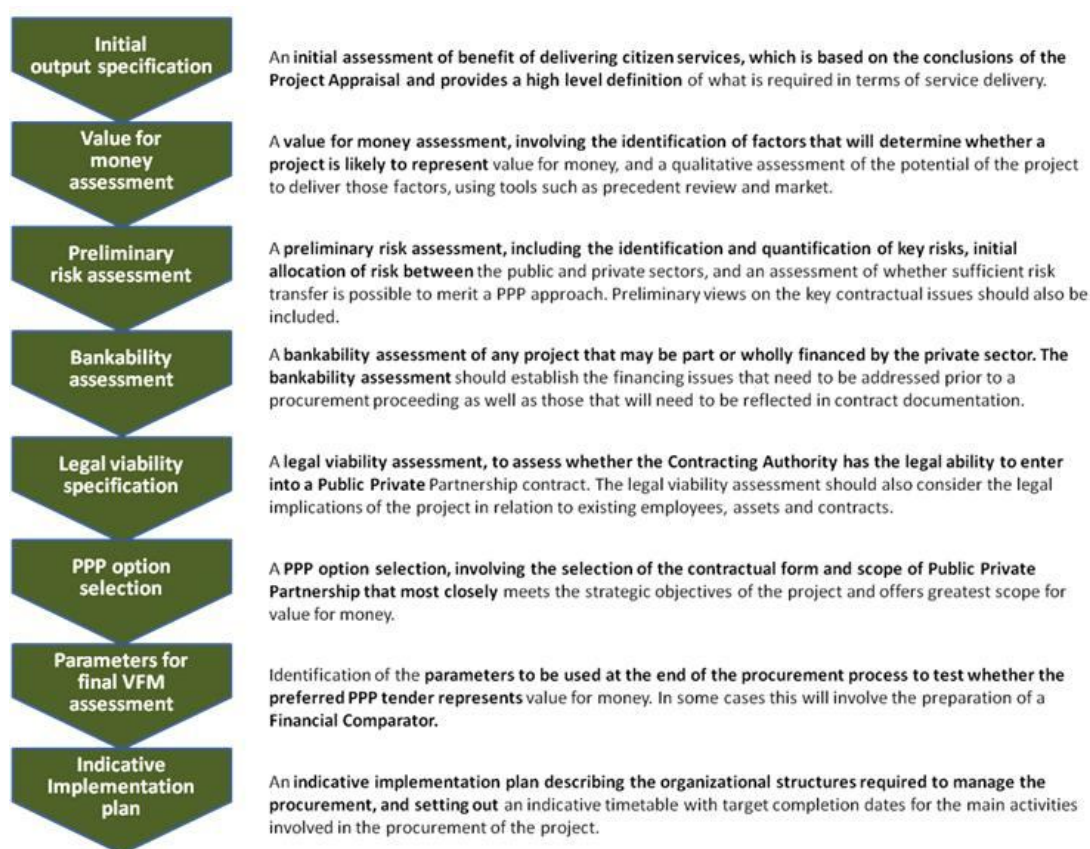 Initial
output specification
An initial assessment of benefit of delivering citizen services, which is based on the conclusions of the
Project Appraisal and provides a high level definition of what is required in terms of service delivery.
Value for
money
assessment
A value for money assessment, involving the identification of factors that will determine whether a
project is likely to represent value for money, and a qualitative assessment of the potential of the project
to deliver those factors, using tools such as precedent review and market.
Preliminary
risk assessment
A preliminary risk assessment, including the identification and quantification of key risks, initial
allocation of risk between the public and private sectors, and an assessment of whether sufficient risk
transfer is possible to merit a PPP approach. Preliminary views on the key contractual issues should also be
included.
Bankability
assessment
A bankability assessment of any project that may be part or wholly financed by the private sector. The
bankability assessment should establish the financing issues that need to be addressed prior to a
procurement proceeding as well as those that will need to be reflected in contract documentation.
Legal viability
specification
A legal viability assessment, to assess whether the Contracting Authority has the legal ability to enter
into a Public Private Partnership contract. The legal viability assessment should also consider the legal
implications of the project in relation to existing employees, assets and contracts.
PPP option
selection
A PPP option selection, involving the selection of the contractual form and scope of Public Private
Partnership that most closely meets the strategic objectives of the project and offers greatest scope for
value for money.
Parameters for
final VFM
assessment
Identification of the parameters to be used at the end of the procurement process to test whether the
preferred PPP tender represents value for money. In some cases this will involve the preparation of a
Financial Comparator.
Indicative
Implementation
plan
An indicative implementation plan describing the organizational structures required to manage the
procurement, and setting out an indicative timetable with target completion dates for the main activities
involved in the procurement of the project.